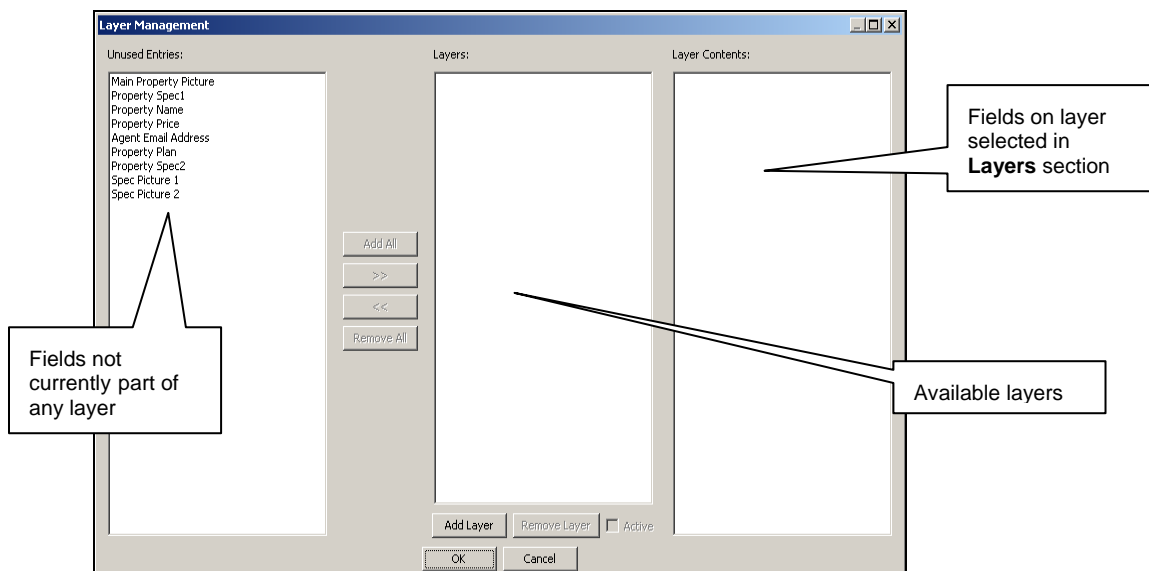 Layer Management
Unused Entries:
Layers:
Layer Contents:
Main Property Picture
Property Spec1
Property Name
Property Price
Agent Email Address
Property Plan
Property Spec2
Spec Picture 1
Spec Picture 2
Add All
>>
<<
Remove All
Add Layer
Remove Layer
Active
OK
Cancel
Fields on layer
selected in
Layers section
Fields not
currently part of
any layer
Available layers